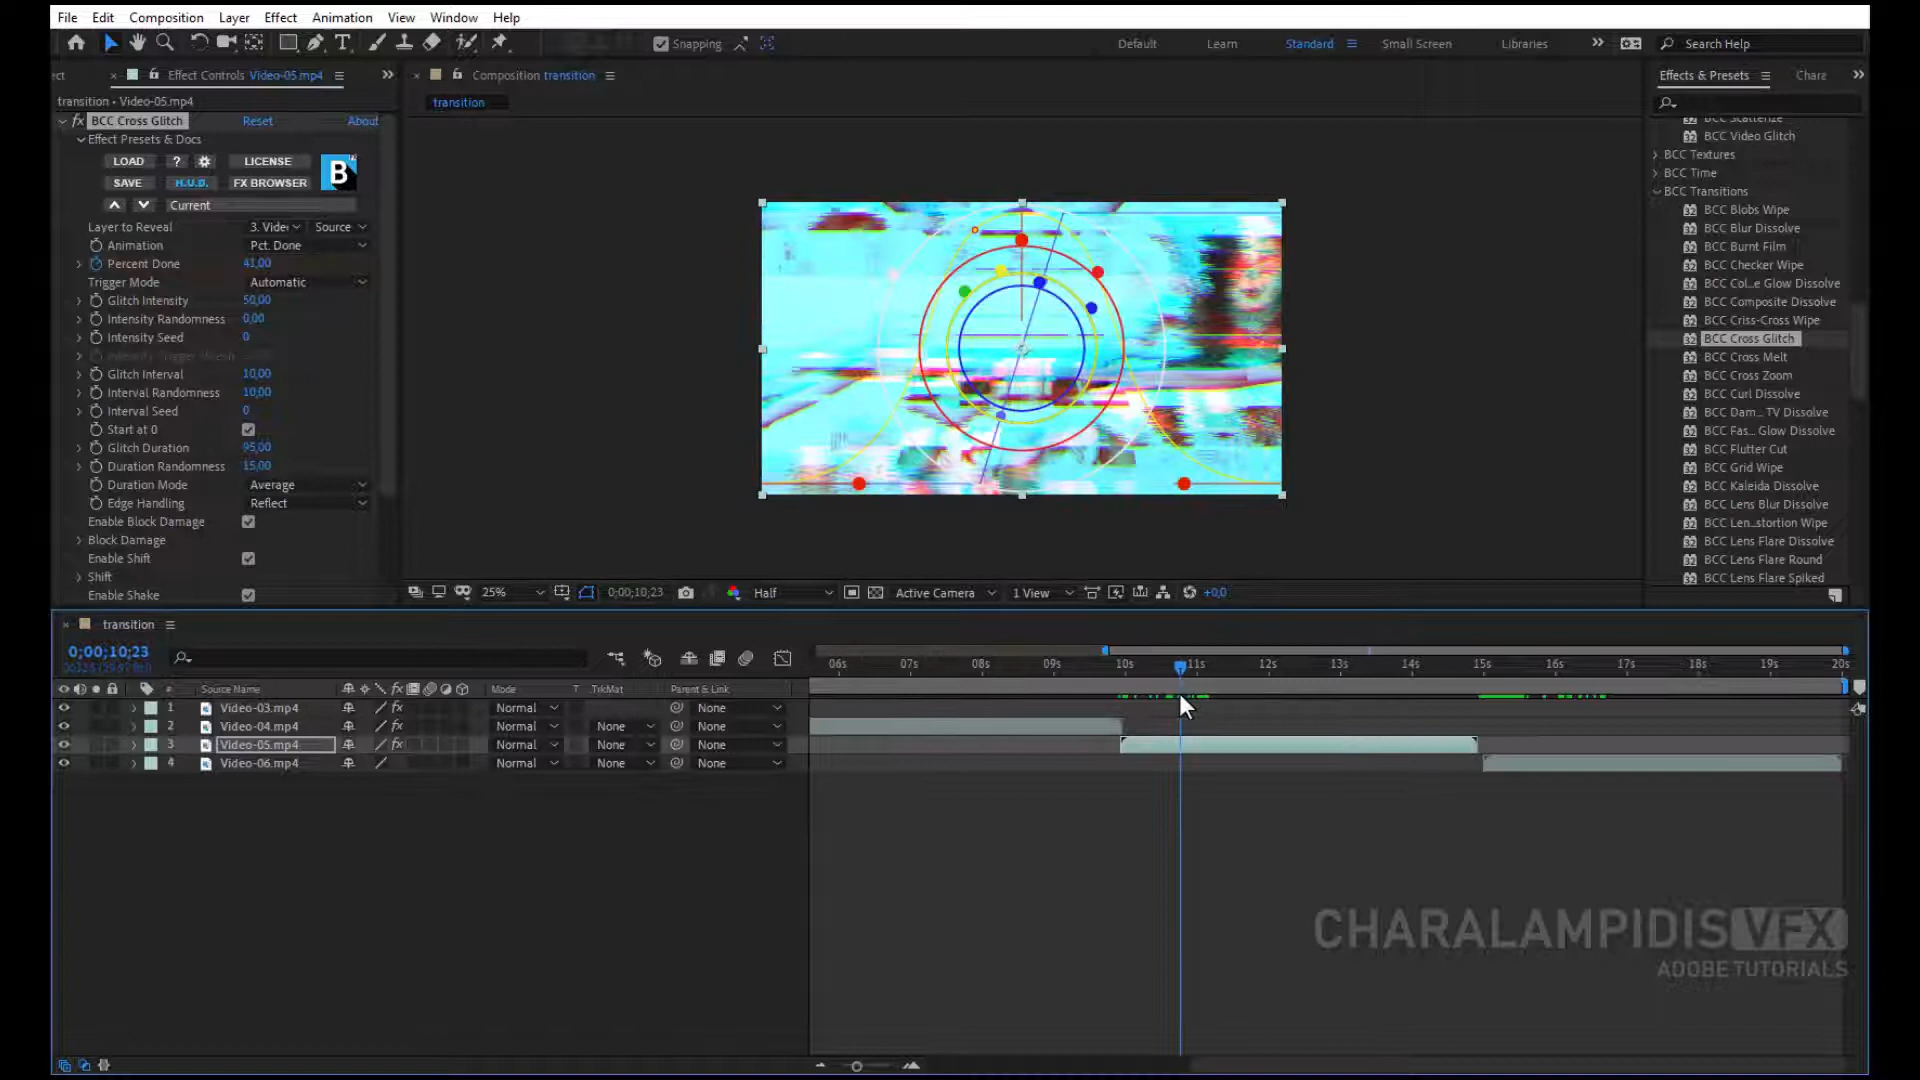 File Edit Composition Layer Effect Animation View Window Help
Snapping Default Learn Standard Small Screen Libraries Search Help
Effect Controls Video-05.mp4
Composition transition
Effects & Presets
transition • Video-05.mp4
transition
fx BCC Cross Glitch Reset About
Effect Presets & Docs
LOAD ? LICENSE
SAVE H.U.D. FX BROWSER
B
Current
Layer to Reveal 3. Video Source
Animation Pct. Done
Percent Done 41,00
Trigger Mode Automatic
Glitch Intensity 50,00
Intensity Randomness 0,00
Intensity Seed 0
Glitch Interval 10,00
Interval Randomness 10,00
Interval Seed 0
Start at 0
Glitch Duration 95,00
Duration Randomness 15,00
Duration Mode Average
Edge Handling Reflect
Enable Block Damage
Block Damage
Enable Shift
Shift
Enable Shake
BCC Scatterize
BCC Video Glitch
BCC Textures
BCC Time
BCC Transitions
BCC Blobs Wipe
BCC Blur Dissolve
BCC Burnt Film
BCC Checker Wipe
BCC Col...e Glow Dissolve
BCC Composite Dissolve
BCC Criss-Cross Wipe
BCC Cross Glitch
BCC Cross Melt
BCC Cross Zoom
BCC Curl Dissolve
BCC Dam... TV Dissolve
BCC Fas... Glow Dissolve
BCC Flutter Cut
BCC Grid Wipe
BCC Kaleida Dissolve
BCC Lens Blur Dissolve
BCC Len...stortion Wipe
BCC Lens Flare Dissolve
BCC Lens Flare Round
BCC Lens Flare Spiked
25% 0;00;10;23 Half Active Camera 1 View +0,0
transition
0;00;10;23
06s 07s 08s 09s 10s 11s 12s 13s 14s 15s 16s 17s 18s 19s 20s
# Source Name fx Mode T .TrkMat Parent & Link
1 Video-03.mp4 fx Normal None
2 Video-04.mp4 fx Normal None None
3 Video-05.mp4 fx Normal None None
4 Video-06.mp4 Normal None None
CHARALAMPIDISVFX
ADOBE TUTORIALS